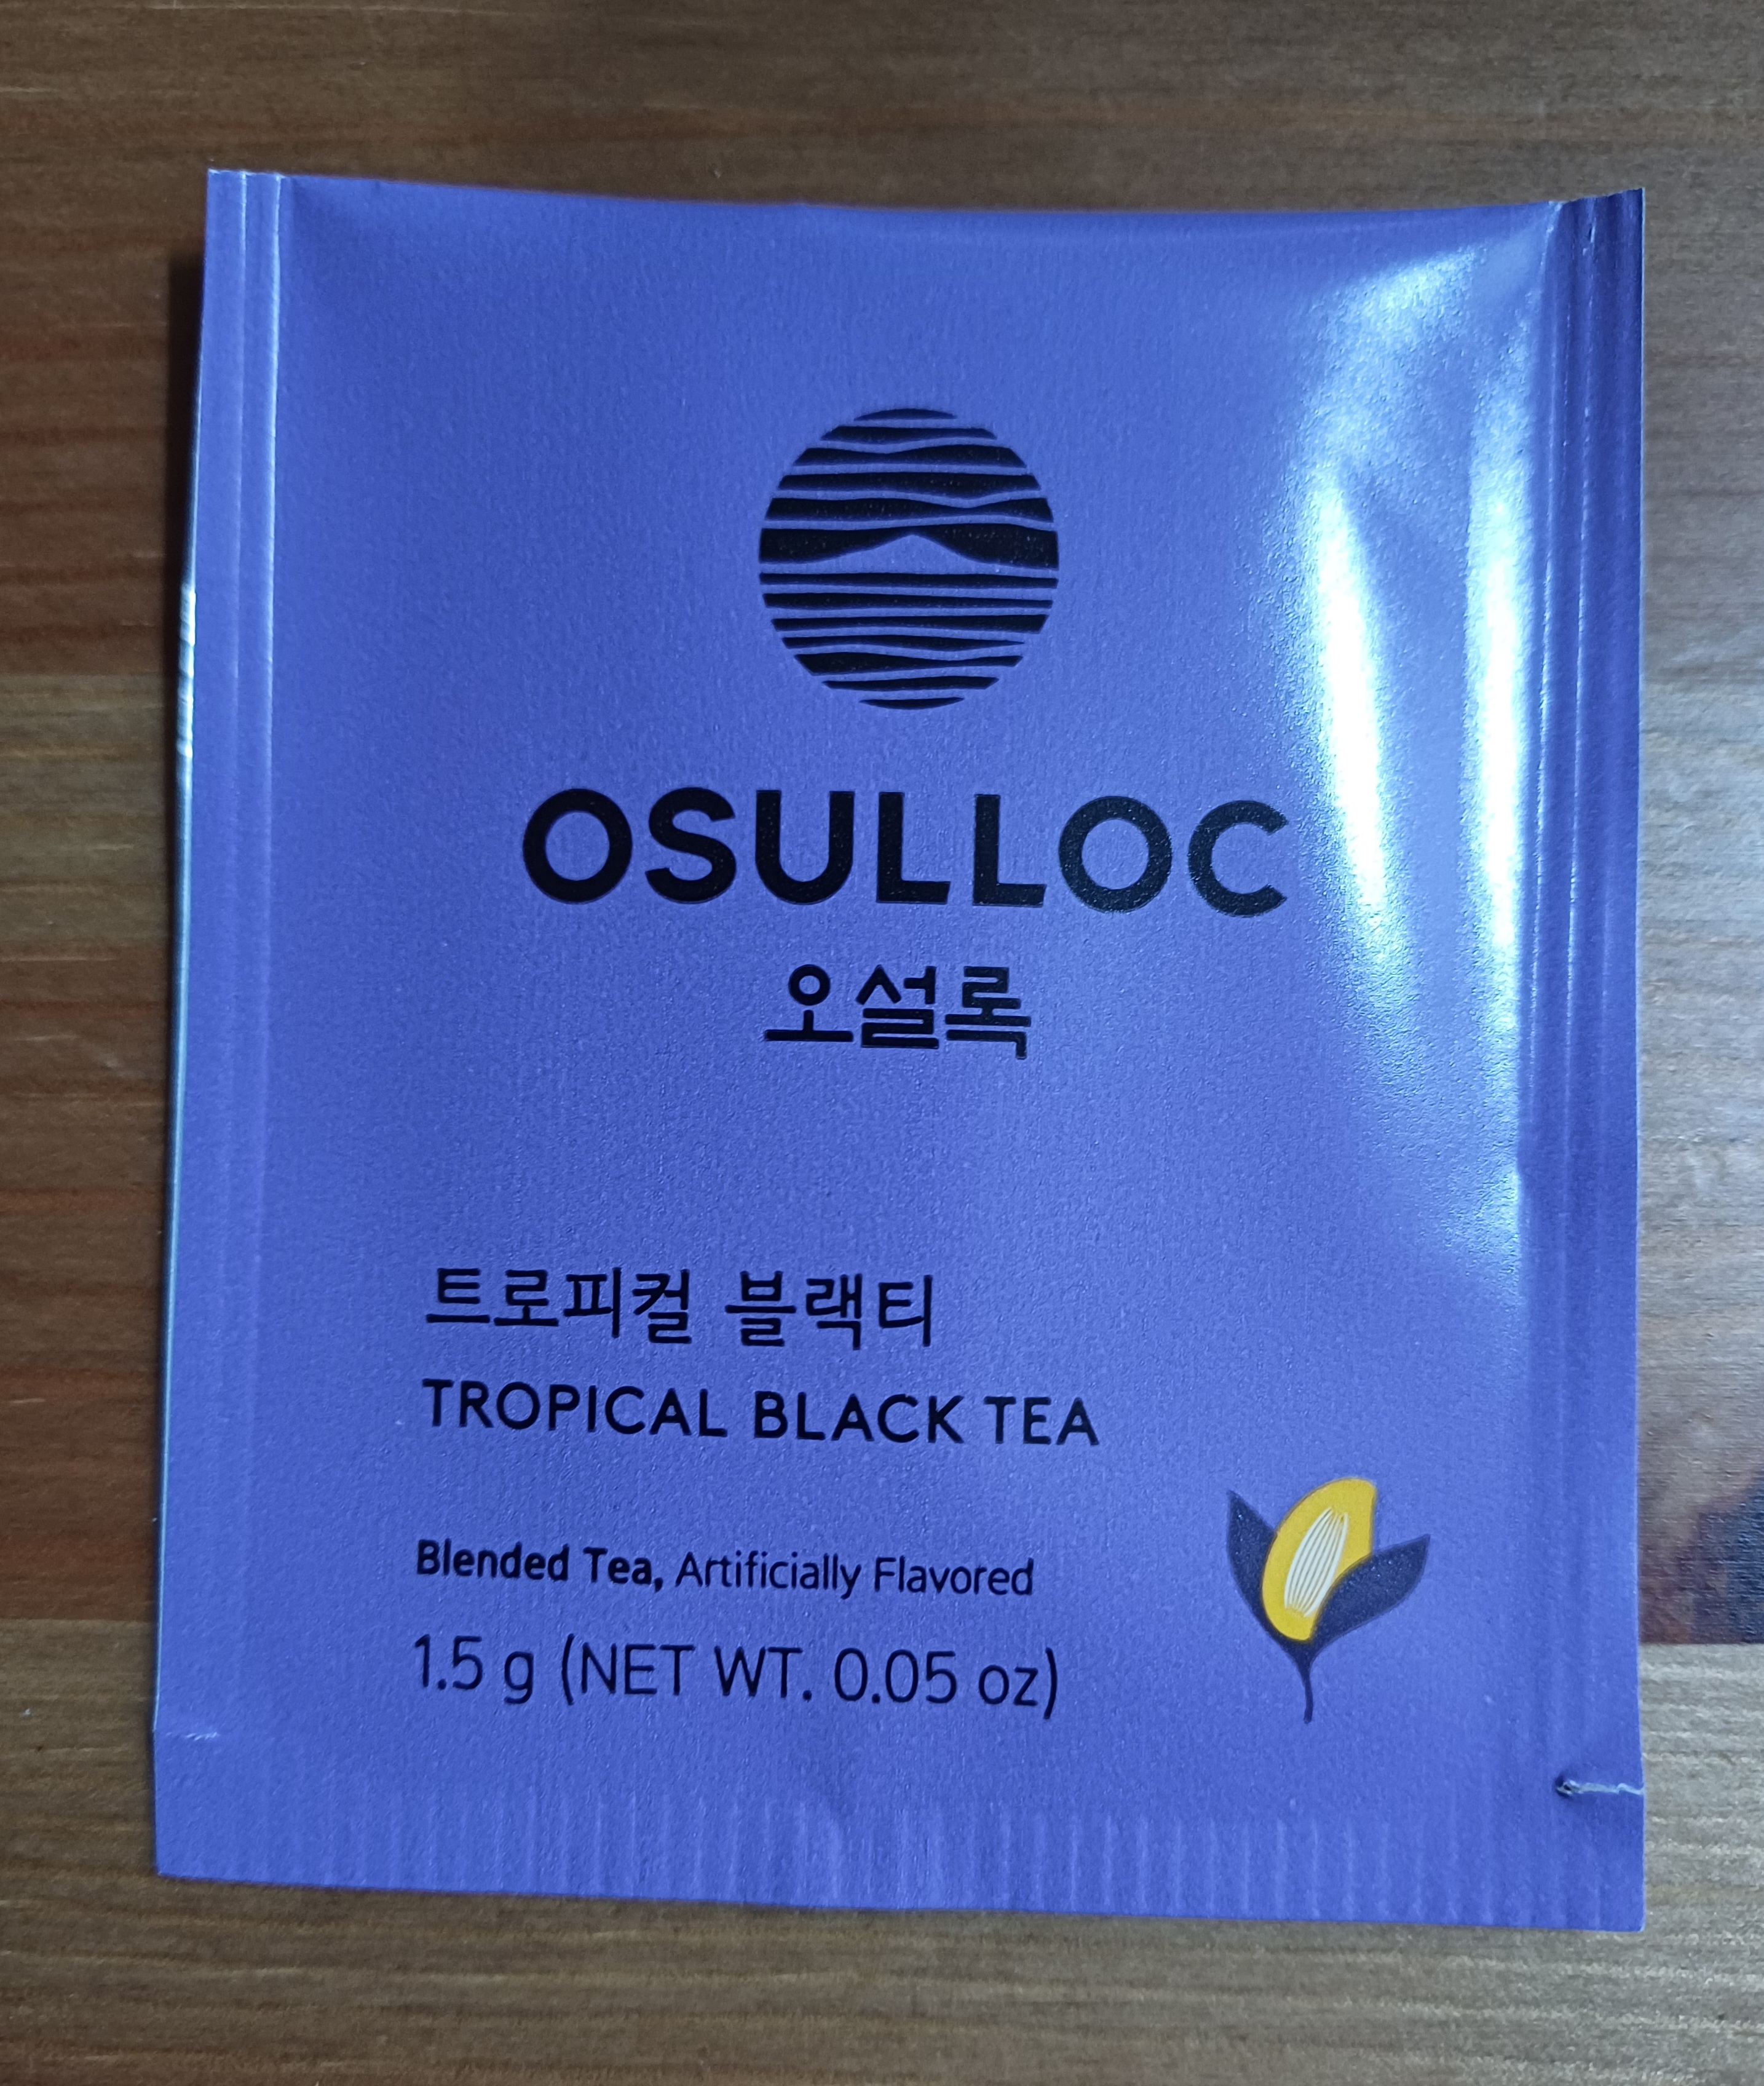 OSULLOC
오설록
트로피컬 블랙티
TROPICAL BLACK TEA
Blended Tea, Artificially Flavored
1.5 g (NET WT. 0.05 oz)